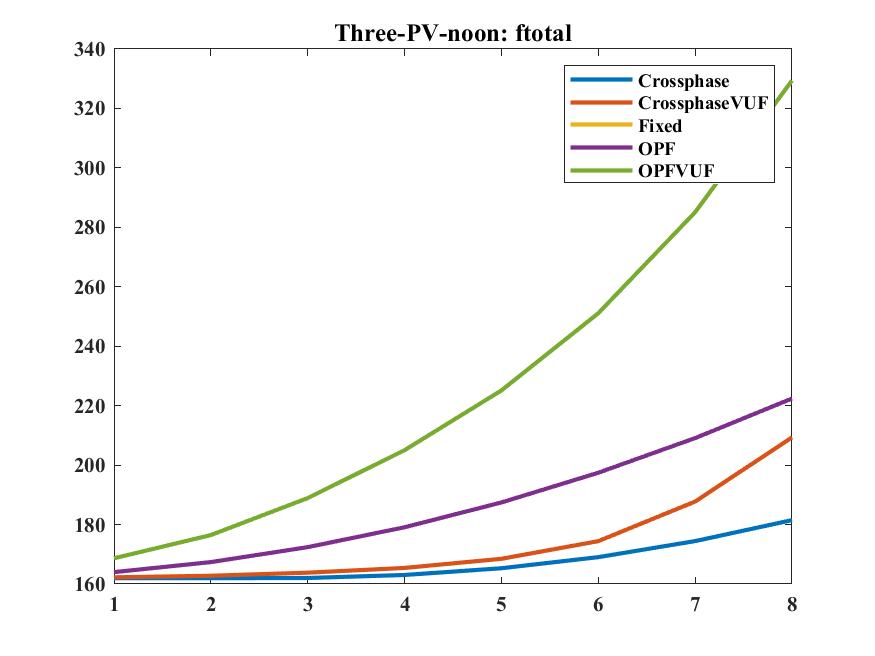 Three-PV-noon: ftotal
340
320
300
280
260
240
220
200
180
160
Crossphase
CrossphaseVUF
Fixed
OPF
OPFVUF
1 2 3 4 5 6 7 8